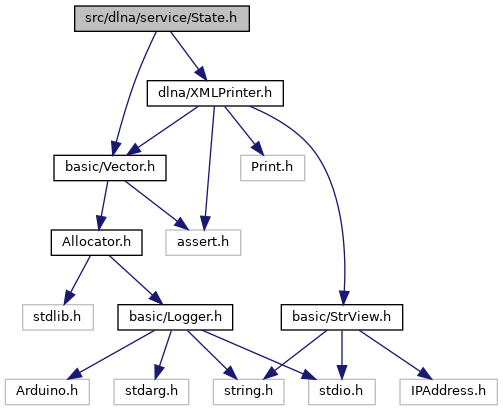 src/dlna/service/State.h
dlna/XMLPrinter.h
basic/Vector.h
Print.h
Allocator.h
assert.h
stdlib.h
basic/Logger.h
basic/StrView.h
Arduino.h
stdarg.h
string.h
stdio.h
IPAddress.h